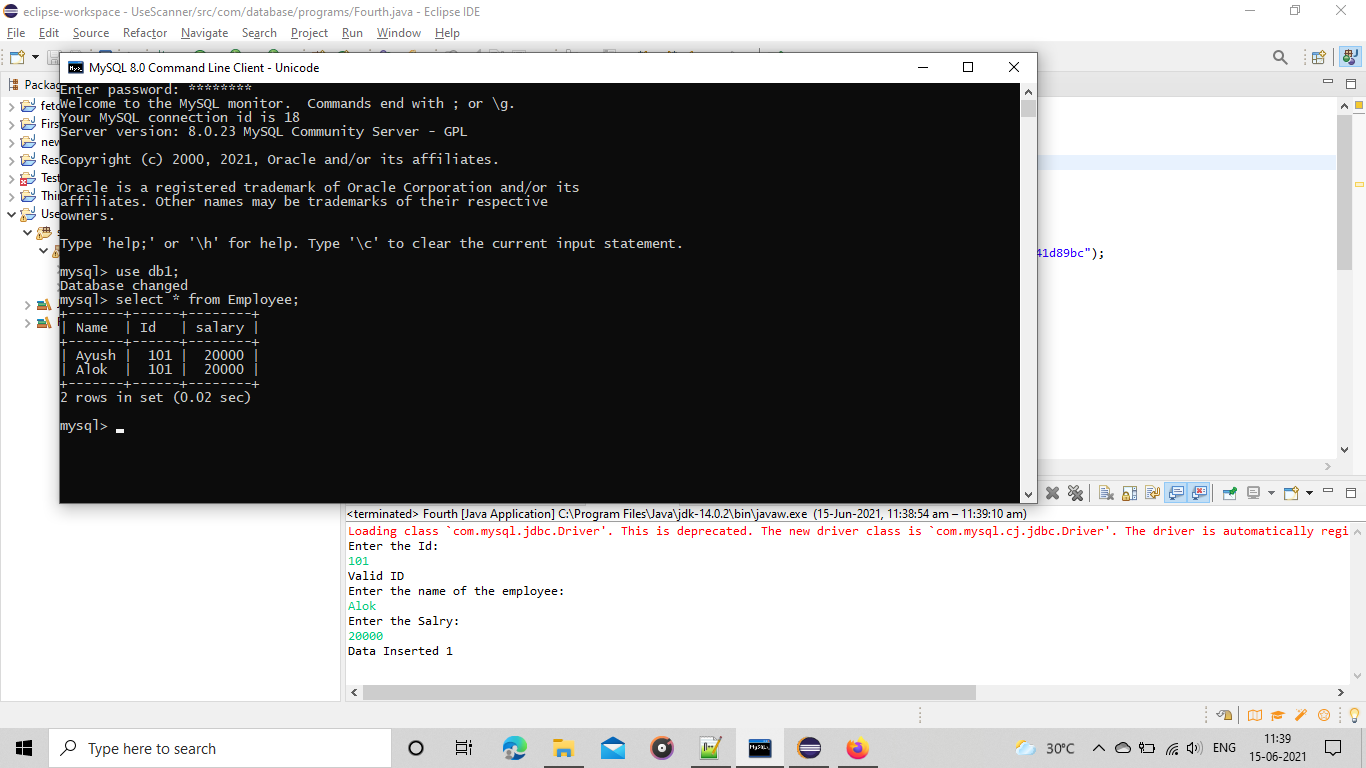 eclipse-workspace - UseScanner/src/com/database/programs/Fourth.java - Eclipse IDE
File Edit Source Refactor Navigate Search Project Run Window Help
MySQL 8.0 Command Line Client - Unicode
Enter password: ********
Welcome to the MySQL monitor.  Commands end with ; or \g.
Your MySQL connection id is 18
Server version: 8.0.23 MySQL Community Server - GPL
Copyright (c) 2000, 2021, Oracle and/or its affiliates.
Oracle is a registered trademark of Oracle Corporation and/or its
affiliates. Other names may be trademarks of their respective
owners.
Type 'help;' or '\h' for help. Type '\c' to clear the current input statement.
mysql> use db1;
Database changed
mysql> select * from Employee;
+-------+------+--------+
| Name  | Id   | salary |
+-------+------+--------+
| Ayush |  101 |  20000 |
| Alok  |  101 |  20000 |
+-------+------+--------+
2 rows in set (0.02 sec)
mysql>
41d89bc");
<terminated> Fourth [Java Application] C:\Program Files\Java\jdk-14.0.2\bin\javaw.exe  (15-Jun-2021, 11:38:54 am – 11:39:10 am)
Loading class `com.mysql.jdbc.Driver'. This is deprecated. The new driver class is `com.mysql.cj.jdbc.Driver'. The driver is automatically regi
Enter the Id:
101
Valid ID
Enter the name of the employee:
Alok
Enter the Salry:
20000
Data Inserted 1
Type here to search
30°C
ENG
11:39
15-06-2021